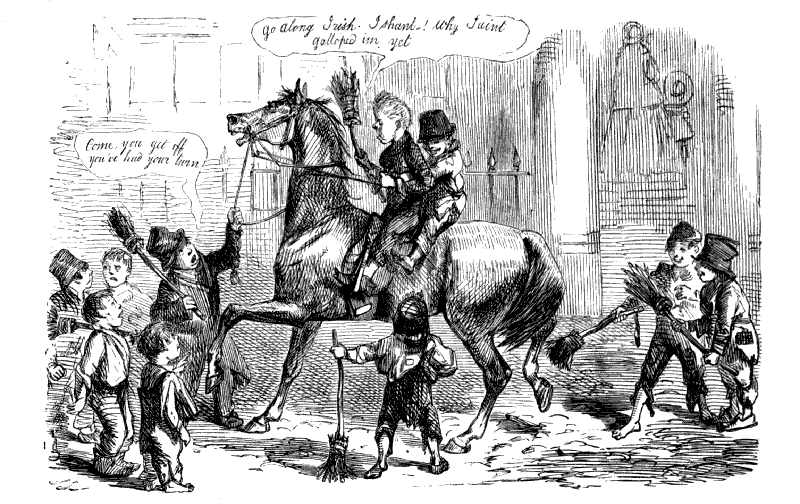 go along Irish. I shant-! Why I aint
galloped im yet
Come, you get off
you've had your turn